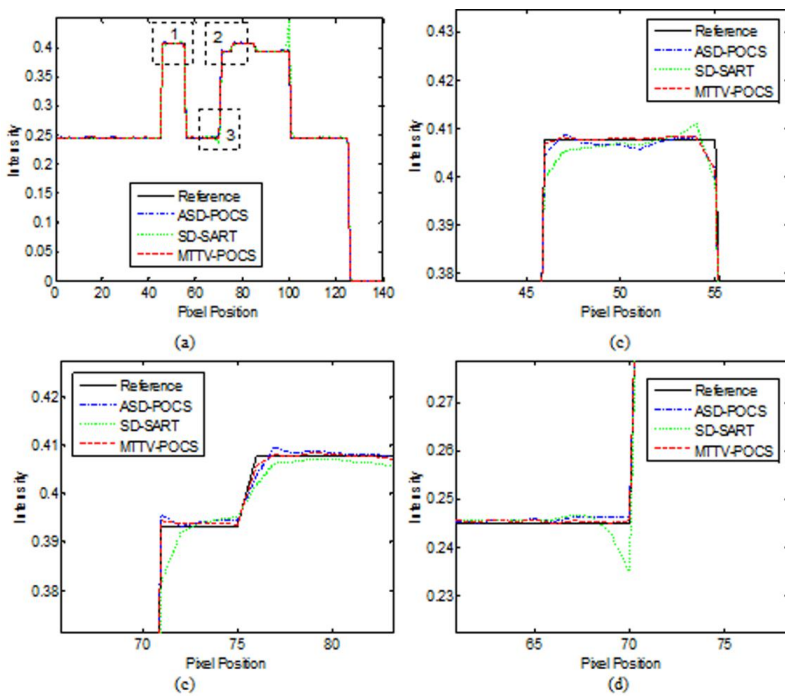 0.4
0.35
0.3
0.25
0.2
0.15
0.1
0.05
0
Intensity
1
2
3
Reference
ASD-POCS
SD-SART
MTTV-POCS
0 20 40 60 80 100 120 140
Pixel Position
(a)
0.43
0.42
0.41
0.4
0.39
0.38
Intensity
Reference
ASD-POCS
SD-SART
MTTV-POCS
45 50 55
Pixel Position
(c)
0.42
0.41
0.4
0.39
0.38
Intensity
Reference
ASD-POCS
SD-SART
MTTV-POCS
70 75 80
Pixel Position
(c)
0.27
0.26
0.25
0.24
0.23
Intensity
Reference
ASD-POCS
SD-SART
MTTV-POCS
65 70 75
Pixel Position
(d)